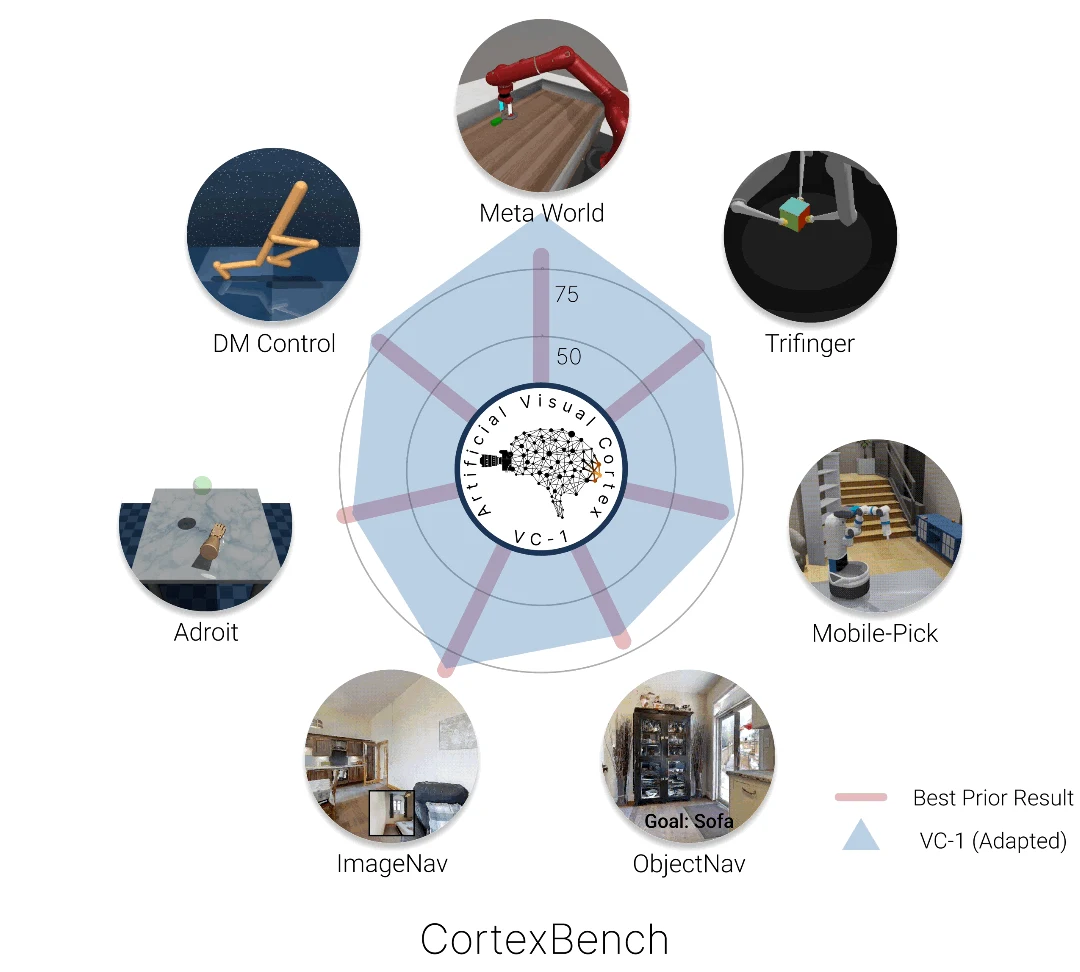 Meta World
DM Control
Trifinger
75
50
Artificial Visual Cortex
VC-1
Adroit
Mobile-Pick
Goal: Sofa
ImageNav
ObjectNav
Best Prior Result
VC-1 (Adapted)
CortexBench